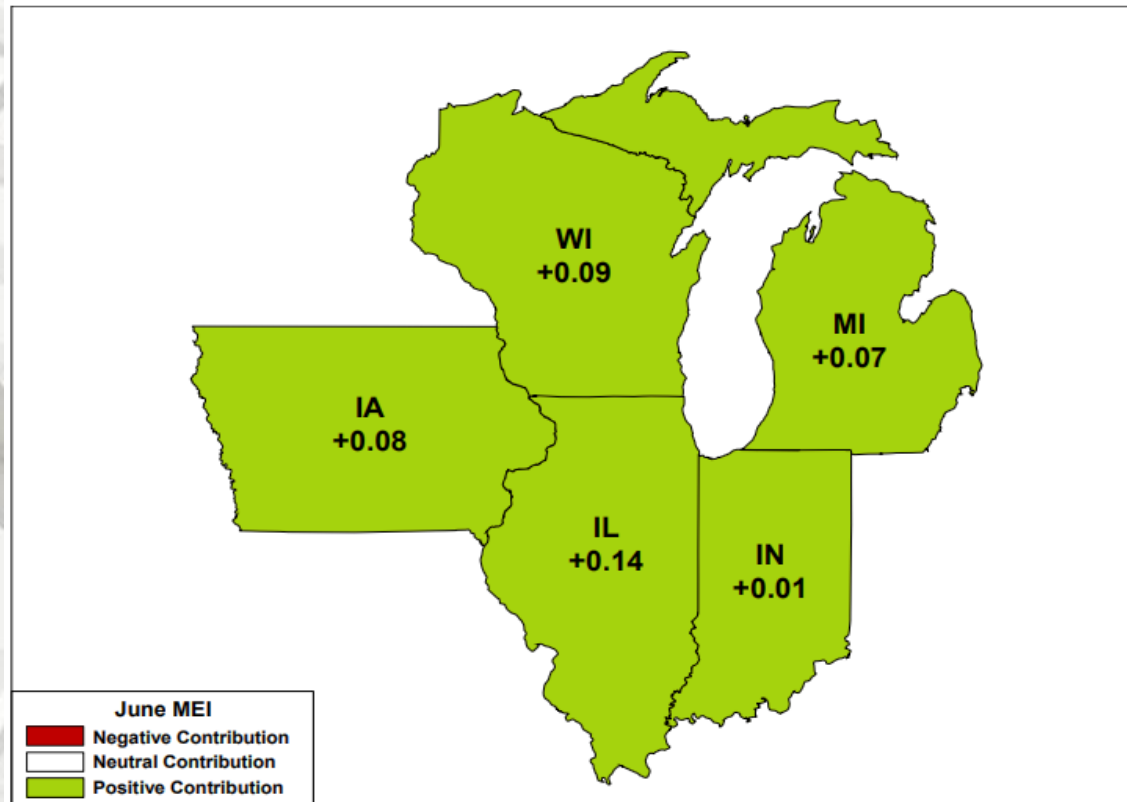 WI
+0.09
MI
+0.07
IA
+0.08
IL
+0.14
IN
+0.01
June MEI
Negative Contribution
Neutral Contribution
Positive Contribution